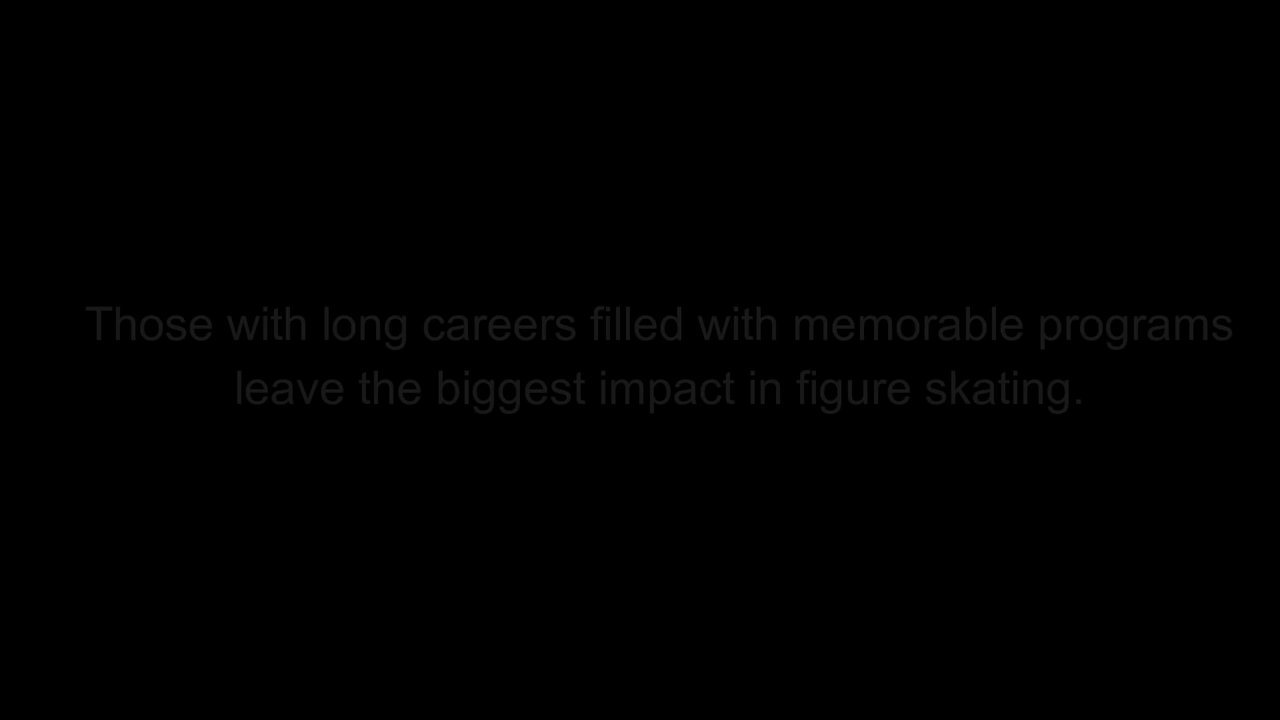 Those with long careers filled with memorable programs
leave the biggest impact in figure skating.